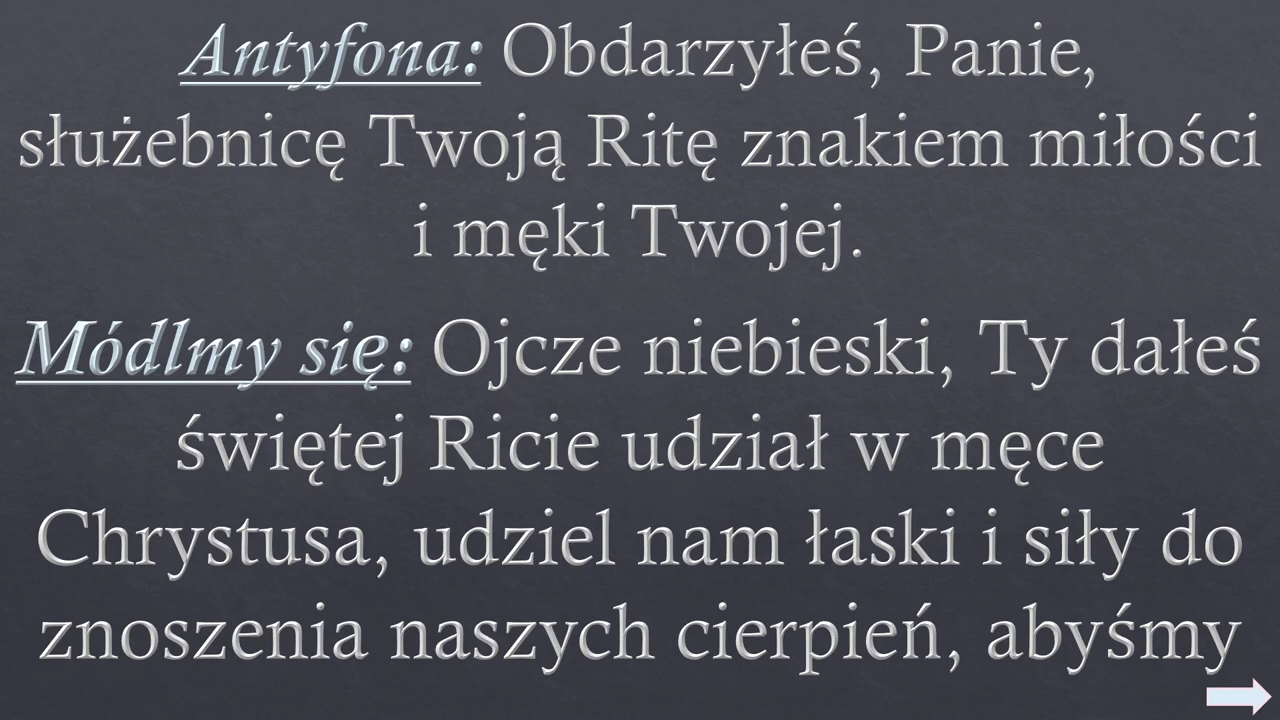 Antyfona: Obdarzyłeś, Panie,
służebnicę Twoją Ritę znakiem miłości
i męki Twojej.
Módlmy się: Ojcze niebieski, Ty dałeś
świętej Ricie udział w męce
Chrystusa, udziel nam łaski i siły do
znoszenia naszych cierpień, abyśmy